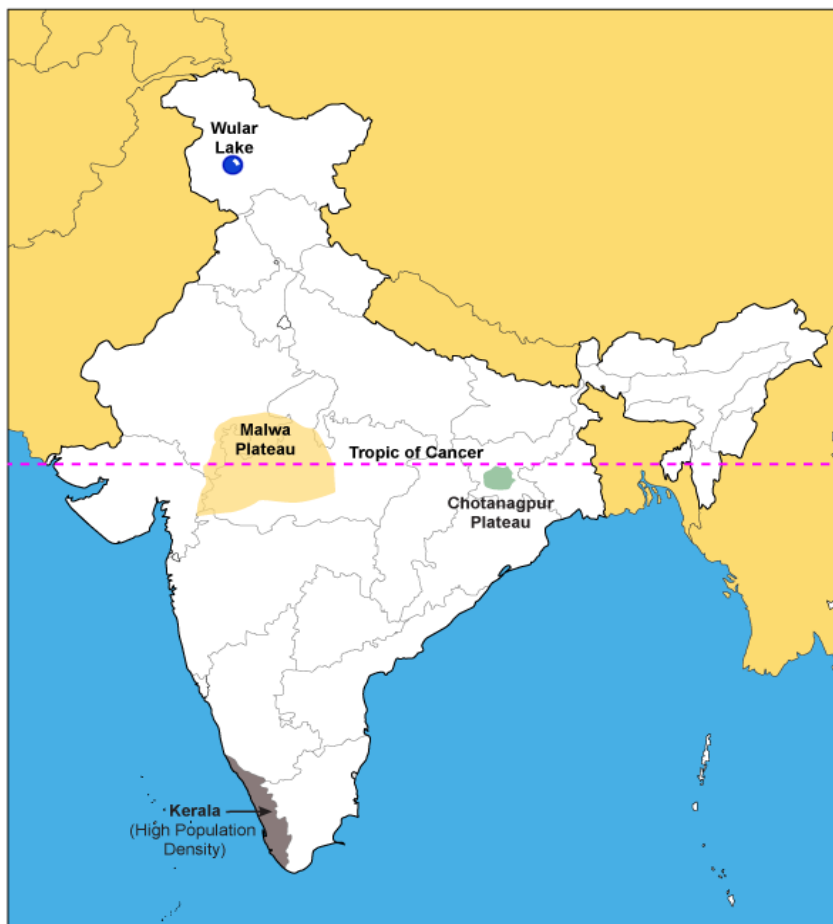 Wular
Lake
Malwa
Plateau
Tropic of Cancer
Chotanagpur
Plateau
Kerala
(High Population
Density)